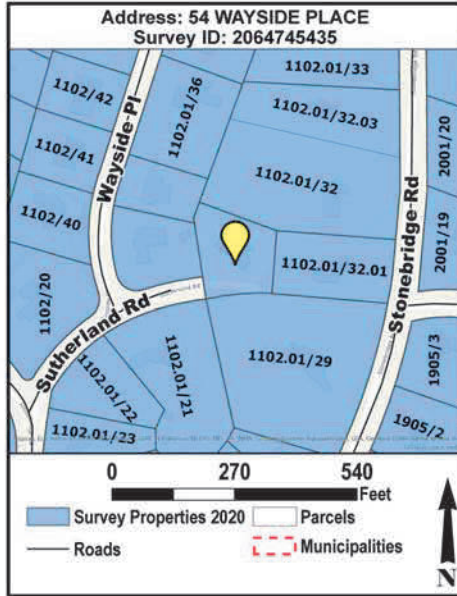 Address: 54 WAYSIDE PLACE
Survey ID: 2064745435
1102.01/33
1102/42
1102.01/36
1102.01/32.03
2001/20
Wayside-Pl
1102/41
1102.01/32
1102/40
2001/19
1102.01/32.01
Stonebridge-Rd
1102/20
Sutherland-Rd
1102.01/29
1905/3
1102.01/22
1102.01/21
1102.01/23
1905/2
0 270 540
Feet
Survey Properties 2020 Parcels
Roads Municipalities
N